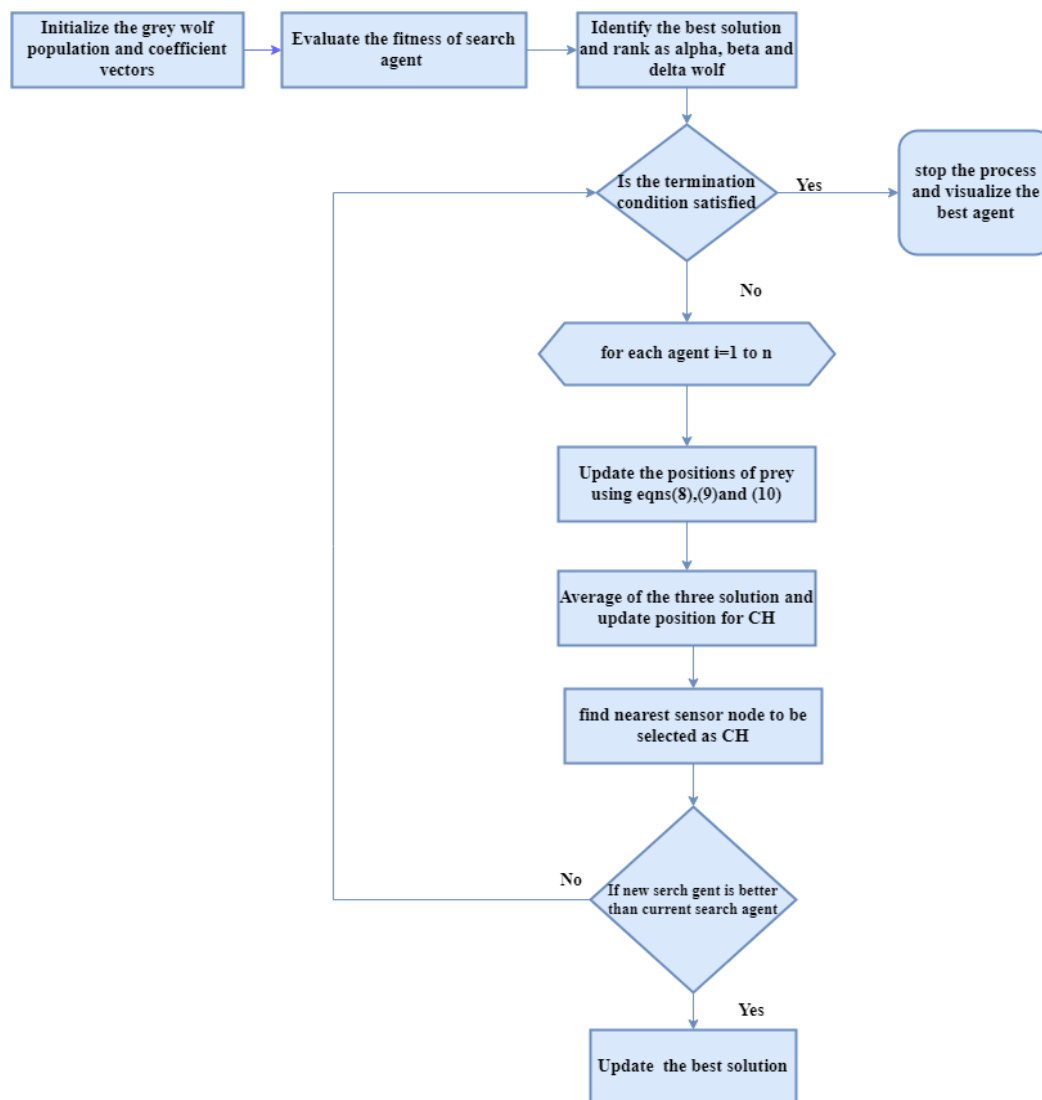 Initialize the grey wolf
population and coefficient
vectors
Evaluate the fitness of search
agent
Identify the best solution
and rank as alpha, beta and
delta wolf
Is the termination
condition satisfied
Yes
stop the process
and visualize the
best agent
No
for each agent i=1 to n
Update the positions of prey
using eqns(8),(9)and (10)
Average of the three solution and
update position for CH
find nearest sensor node to be
selected as CH
No
If new serch gent is better
than current search agent
Yes
Update the best solution